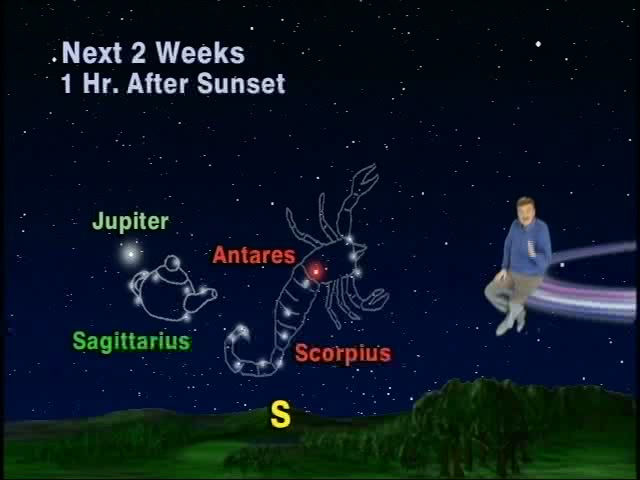 Next 2 Weeks
1 Hr. After Sunset
Jupiter
Antares
Sagittarius
Scorpius
S